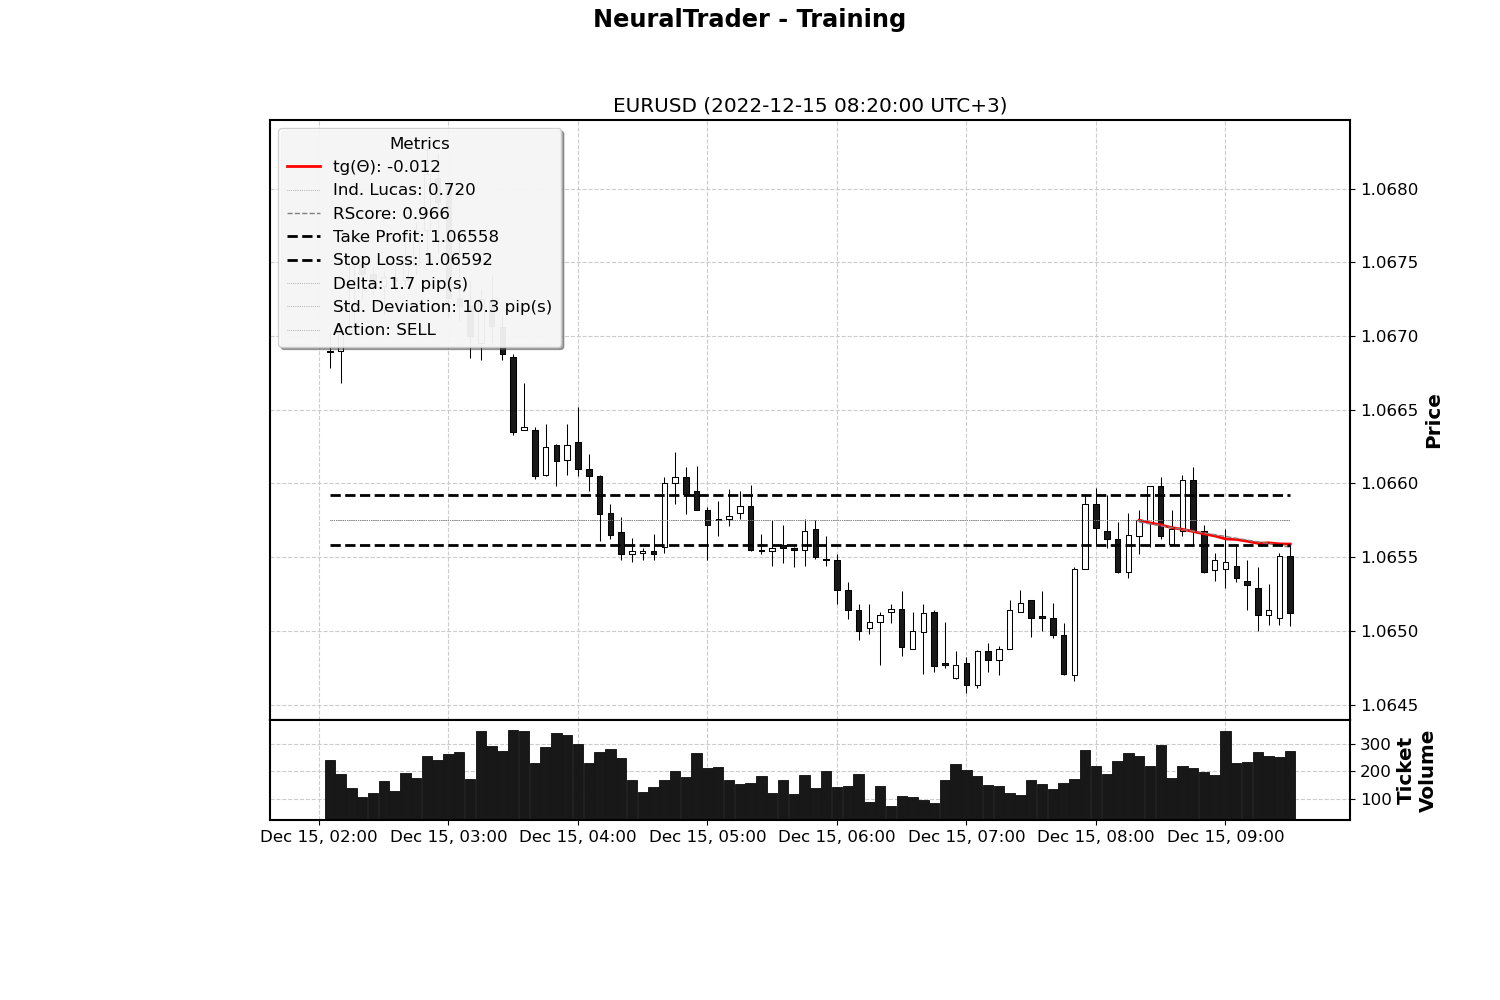 NeuralTrader - Training
EURUSD (2022-12-15 08:20:00 UTC+3)
Metrics
tg(Θ): -0.012
Ind. Lucas: 0.720
RScore: 0.966
Take Profit: 1.06558
Stop Loss: 1.06592
Delta: 1.7 pip(s)
Std. Deviation: 10.3 pip(s)
Action: SELL
1.0680
1.0675
1.0670
1.0665
1.0660
1.0655
1.0650
1.0645
Price
300
200
100
Ticket
Volume
Dec 15, 02:00 Dec 15, 03:00 Dec 15, 04:00 Dec 15, 05:00 Dec 15, 06:00 Dec 15, 07:00 Dec 15, 08:00 Dec 15, 09:00